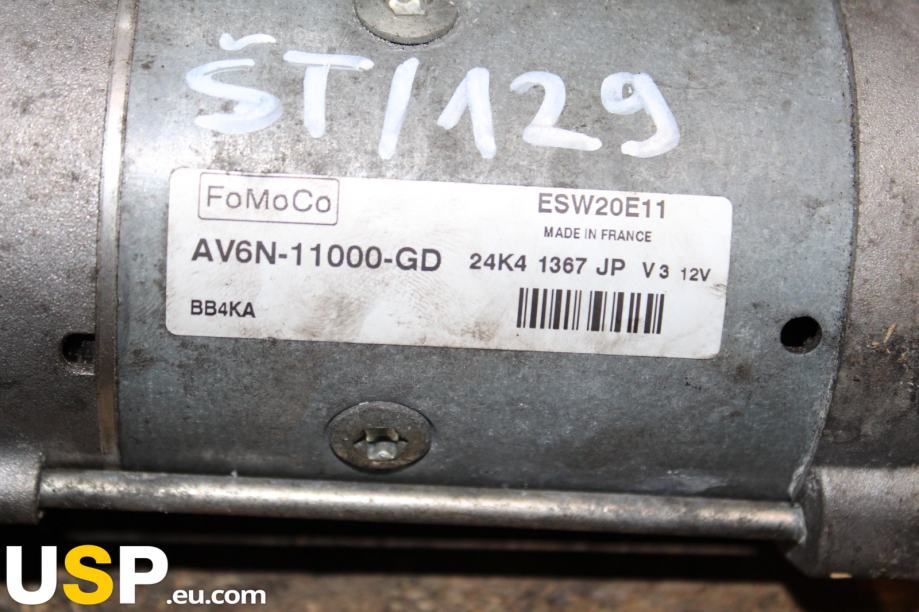 ŠT/129
FoMoCo
ESW20E11
MADE IN FRANCE
AV6N-11000-GD 24K4 1367 JP V3 12V
BB4KA
USP.eu.com